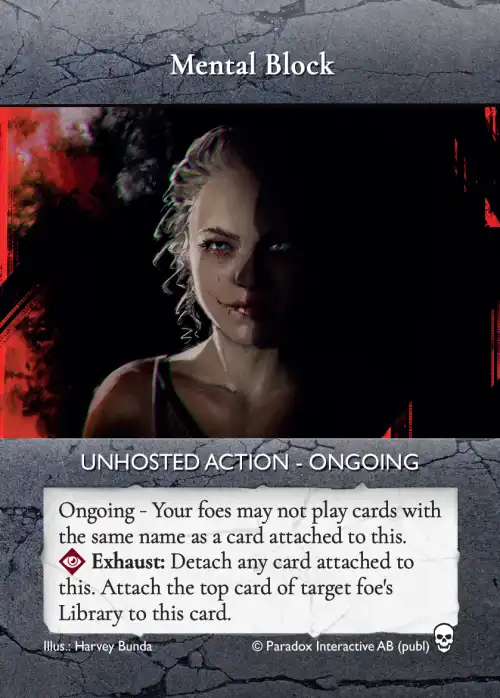 Mental Block
UNHOSTED ACTION - ONGOING
Ongoing - Your foes may not play cards with
the same name as a card attached to this.
Exhaust: Detach any card attached to
this. Attach the top card of target foe's
Library to this card.
Illus.: Harvey Bunda
© Paradox Interactive AB (publ)